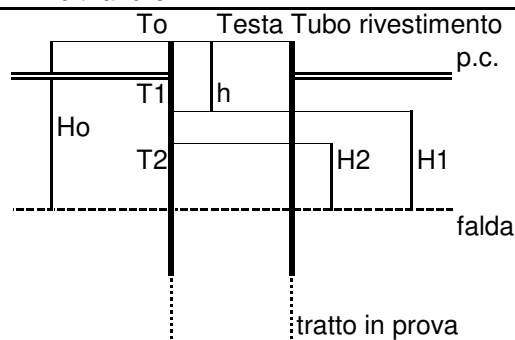 To Testa Tubo rivestimento
p.c.
T1 h
Ho
T2 H2 H1
falda
tratto in prova